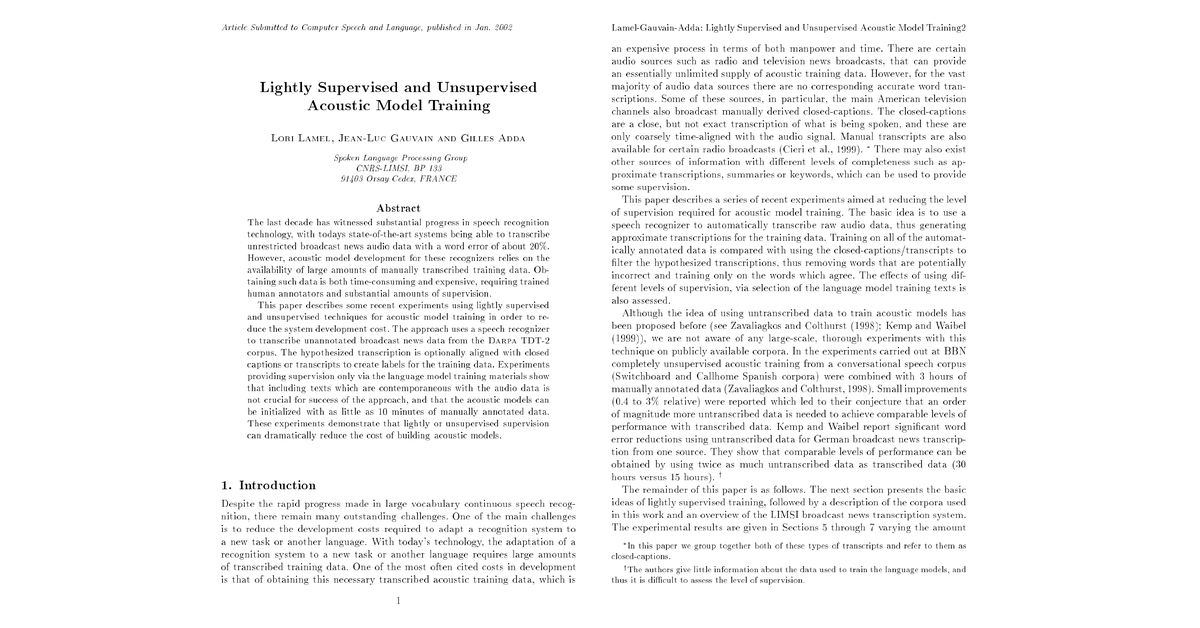 Article Submitted to Computer Speech and Language, published in Jan. 2002
Lightly Supervised and Unsupervised
Acoustic Model Training
Lori Lamel, Jean-Luc Gauvain and Gilles Adda
Spoken Language Processing Group
CNRS-LIMSI, BP 133
91403 Orsay Cedex, FRANCE
Abstract
The last decade has witnessed substantial progress in speech recognition
technology, with todays state-of-the-art systems being able to transcribe
unrestricted broadcast news audio data with a word error of about 20%.
However, acoustic model development for these recognizers relies on the
availability of large amounts of manually transcribed training data. Ob-
taining such data is both time-consuming and expensive, requiring trained
human annotators and substantial amounts of supervision.
This paper describes some recent experiments using lightly supervised
and unsupervised techniques for acoustic model training in order to re-
duce the system development cost. The approach uses a speech recognizer
to transcribe unannotated broadcast news data from the Darpa TDT-2
corpus. The hypothesized transcription is optionally aligned with closed
captions or transcripts to create labels for the training data. Experiments
providing supervision only via the language model training materials show
that including texts which are contemporaneous with the audio data is
not crucial for success of the approach, and that the acoustic models can
be initialized with as little as 10 minutes of manually annotated data.
These experiments demonstrate that lightly or unsupervised supervision
can dramatically reduce the cost of building acoustic models.
1. Introduction
Despite the rapid progress made in large vocabulary continuous speech recog-
nition, there remain many outstanding challenges. One of the main challenges
is to reduce the development costs required to adapt a recognition system to
a new task or another language. With today's technology, the adaptation of a
recognition system to a new task or another language requires large amounts
of transcribed training data. One of the most often cited costs in development
is that of obtaining this necessary transcribed acoustic training data, which is
1
Lamel-Gauvain-Adda: Lightly Supervised and Unsupervised Acoustic Model Training2
an expensive process in terms of both manpower and time. There are certain
audio sources such as radio and television news broadcasts, that can provide
an essentially unlimited supply of acoustic training data. However, for the vast
majority of audio data sources there are no corresponding accurate word tran-
scriptions. Some of these sources, in particular, the main American television
channels also broadcast manually derived closed-captions. The closed-captions
are a close, but not exact transcription of what is being spoken, and these are
only coarsely time-aligned with the audio signal. Manual transcripts are also
available for certain radio broadcasts (Cieri et al., 1999). * There may also exist
other sources of information with different levels of completeness such as ap-
proximate transcriptions, summaries or keywords, which can be used to provide
some supervision.
This paper describes a series of recent experiments aimed at reducing the level
of supervision required for acoustic model training. The basic idea is to use a
speech recognizer to automatically transcribe raw audio data, thus generating
approximate transcriptions for the training data. Training on all of the automat-
ically annotated data is compared with using the closed-captions/transcripts to
filter the hypothesized transcriptions, thus removing words that are potentially
incorrect and training only on the words which agree. The effects of using dif-
ferent levels of supervision, via selection of the language model training texts is
also assessed.
Although the idea of using untranscribed data to train acoustic models has
been proposed before (see Zavaliagkos and Colthurst (1998); Kemp and Waibel
(1999)), we are not aware of any large-scale, thorough experiments with this
technique on publicly available corpora. In the experiments carried out at BBN
completely unsupervised acoustic training from a conversational speech corpus
(Switchboard and Callhome Spanish corpora) were combined with 3 hours of
manually annotated data (Zavaliagkos and Colthurst, 1998). Small improvements
(0.4 to 3% relative) were reported which led to their conjecture that an order
of magnitude more untranscribed data is needed to achieve comparable levels of
performance with transcribed data. Kemp and Waibel report significant word
error reductions using untranscribed data for German broadcast news transcrip-
tion from one source. They show that comparable levels of performance can be
obtained by using twice as much untranscribed data as transcribed data (30
hours versus 15 hours). †
The remainder of this paper is as follows. The next section presents the basic
ideas of lightly supervised training, followed by a description of the corpora used
in this work and an overview of the LIMSI broadcast news transcription system.
The experimental results are given in Sections 5 through 7 varying the amount
*In this paper we group together both of these types of transcripts and refer to them as
closed-captions.
†The authors give little information about the data used to train the language models, and
thus it is difficult to assess the level of supervision.